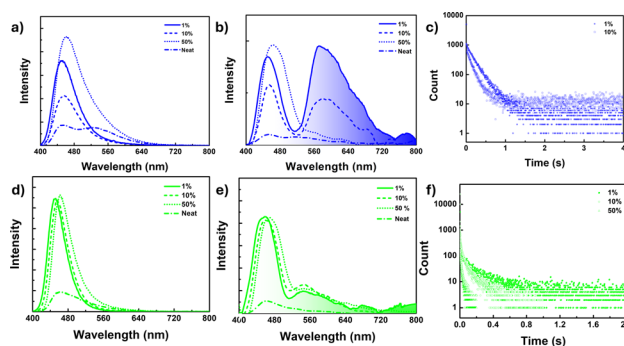 a)
Intensity
1%
10%
50%
Neat
400 480 560 640 720 800
Wavelength (nm)
b)
Intensity
1%
10%
50%
Neat
400 480 560 640 720 800
Wavelength (nm)
c)
Count
10000
1000
100
10
1
1%
10%
0 1 2 3 4
Time (s)
d)
Intensity
1%
10%
50%
Neat
400 480 560 640 720 800
Wavelength (nm)
e)
Intensity
1%
10%
50 %
Neat
400 480 560 640 720 800
Wavelength (nm)
f)
Count
10000
1000
100
10
1
1%
10%
50%
0.0 0.4 0.8 1.2 1.6 2
Time (s)